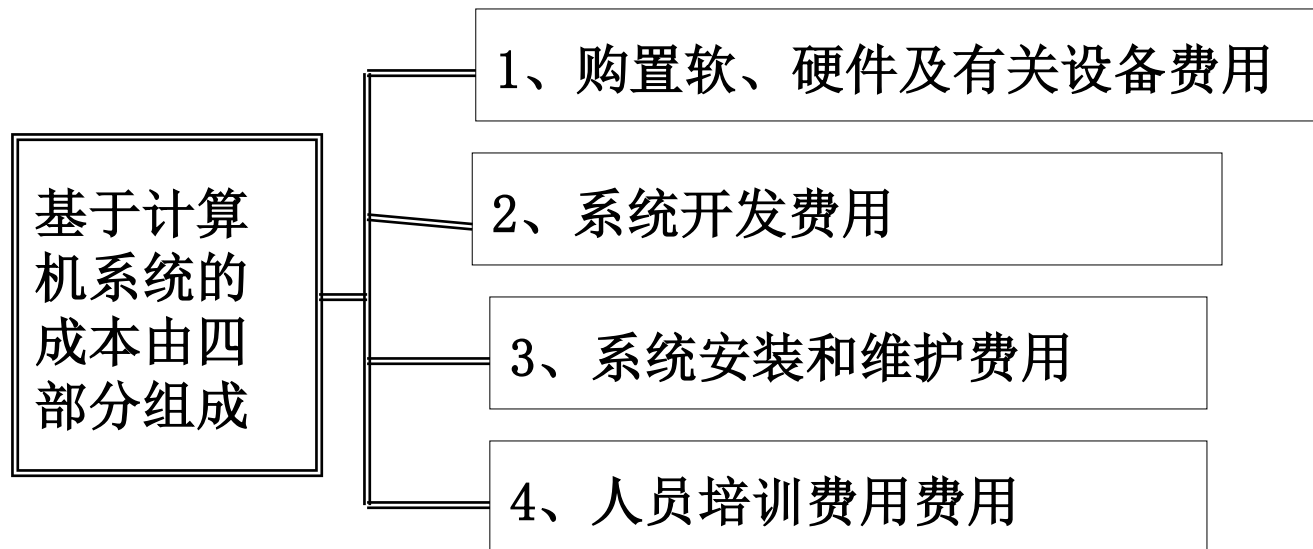 基于计算
机系统的
成本由四
部分组成
1、购置软、硬件及有关设备费用
2、系统开发费用
3、系统安装和维护费用
4、人员培训费用费用